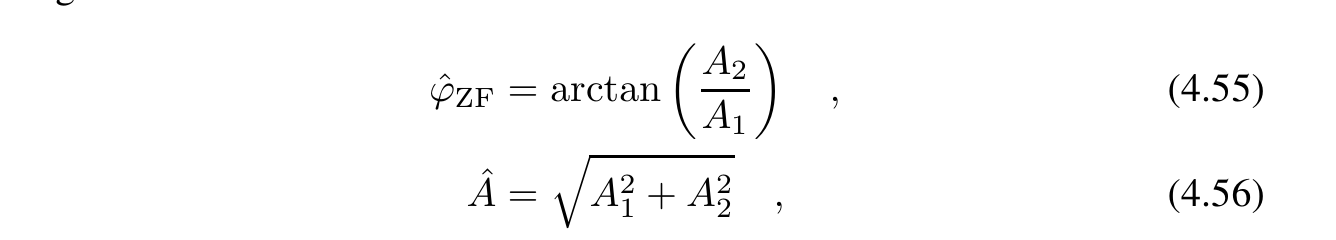 φ̂_ZF = arctan(A_2/A_1) , (4.55)
Â = √(A_1^2 + A_2^2) , (4.56)